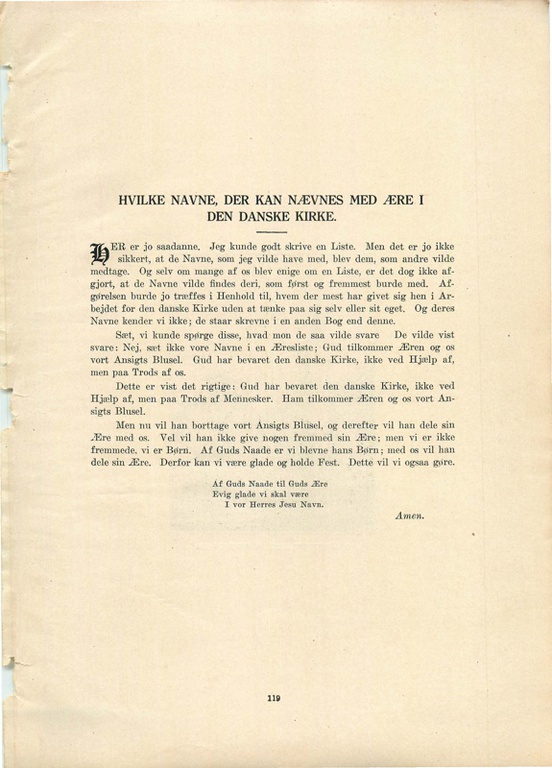 HVILKE NAVNE, DER KAN NÆVNES MED ÆRE I
DEN DANSKE KIRKE.
HER er jo saadanne. Jeg kunde godt skrive en Liste. Men det er jo ikke
sikkert, at de Navne, som jeg vilde have med, blev dem, som andre vilde
medtage. Og selv om mange af os blev enige om en Liste, er det dog ikke af-
gjort, at de Navne vilde findes deri, som først og fremmest burde med. Af-
gørelsen burde jo træffes i Henhold til, hvem der mest har givet sig hen i Ar-
bejdet for den danske Kirke uden at tænke paa sig selv eller sit eget. Og deres
Navne kender vi ikke; de staar skrevne i en anden Bog end denne.
Sæt, vi kunde spørge disse, hvad mon de saa vilde svare De vilde vist
svare: Nej, sæt ikke vore Navne i en Æresliste; Gud tilkommer Æren og os
vort Ansigts Blusel. Gud har bevaret den danske Kirke, ikke ved Hjælp af,
men paa Trods af os.
Dette er vist det rigtige: Gud har bevaret den danske Kirke, ikke ved
Hjælp af, men paa Trods af Mennesker. Ham tilkommer Æren og os vort An-
sigts Blusel.
Men nu vil han borttage vort Ansigts Blusel, og derefter vil han dele sin
Ære med os. Vel vil han ikke give nogen fremmed sin Ære; men vi er ikke
fremmede. vi er Børn. Af Guds Naade er vi blevne hans Børn; med os vil han
dele sin Ære. Derfor kan vi være glade og holde Fest. Dette vil vi ogsaa gøre.
Af Guds Naade til Guds Ære
Evig glade vi skal være
I vor Herres Jesu Navn.
Amen.
119